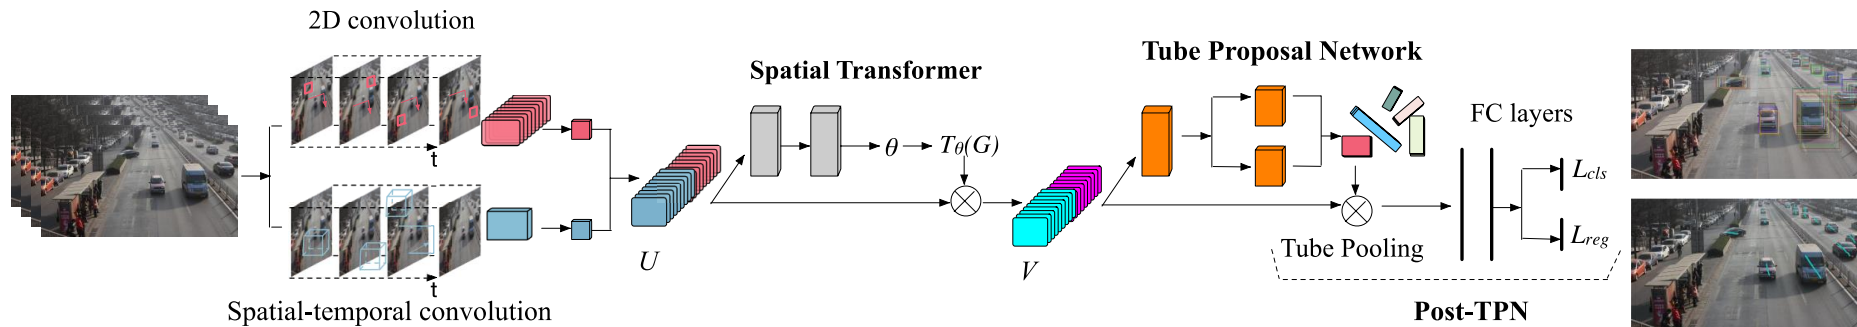 2D convolution
t
t
Spatial-temporal convolution
U
Spatial Transformer
θ
Tθ(G)
V
Tube Proposal Network
Tube Pooling
FC layers
Lcls
Lreg
Post-TPN